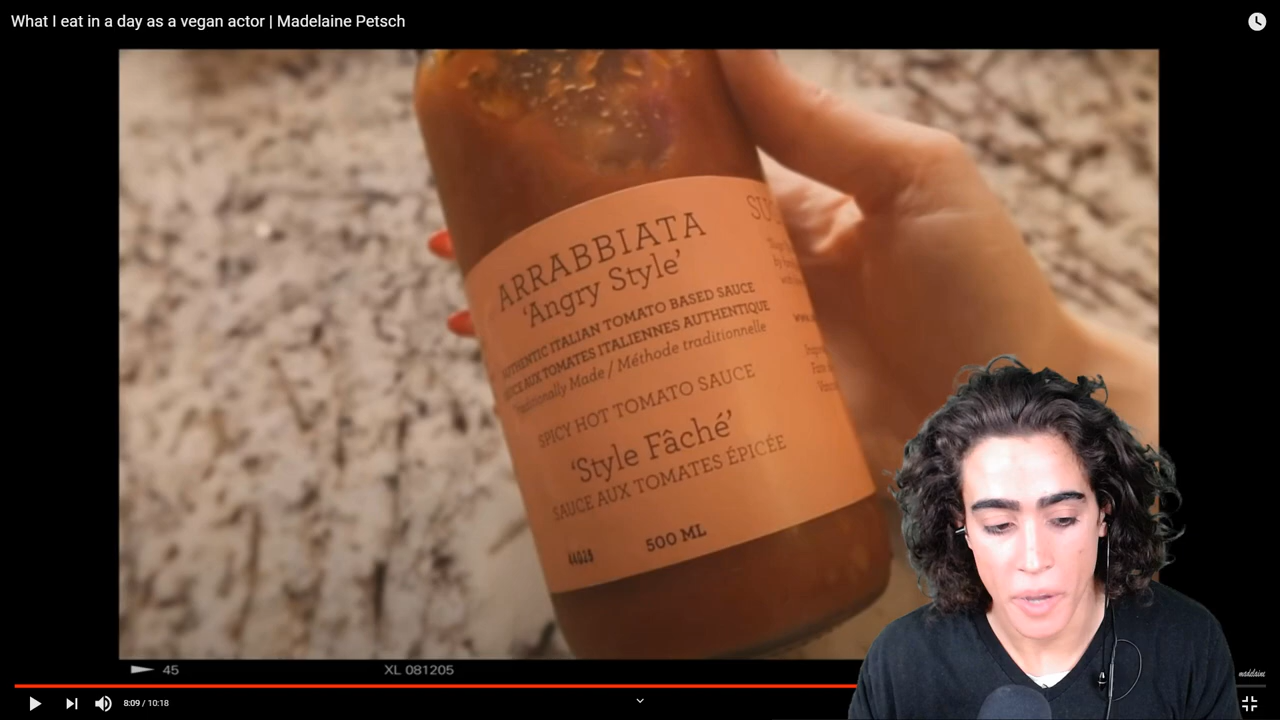 What I eat in a day as a vegan actor | Madelaine Petsch
ARRABBIATA
'Angry Style'
AUTHENTIC ITALIAN TOMATO BASED SAUCE
SAUCE AUX TOMATES ITALIENNES AUTHENTIQUE
Traditionally Made / Méthode traditionnelle
SPICY HOT TOMATO SAUCE
'Style Fâché'
SAUCE AUX TOMATES ÉPICÉE
500 ML
45
XL 081205
madelaine
8:09 / 10:18